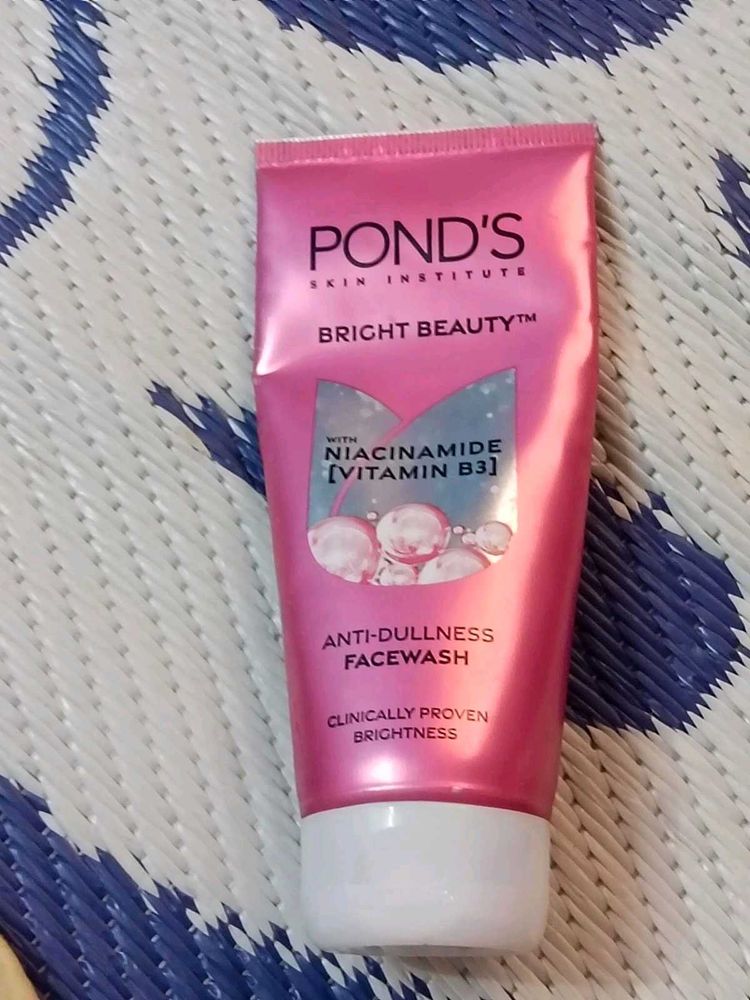 POND'S
SKIN INSTITUTE
BRIGHT BEAUTY™
WITH
NIACINAMIDE
[VITAMIN B3]
ANTI-DULLNESS
FACEWASH
CLINICALLY PROVEN
BRIGHTNESS